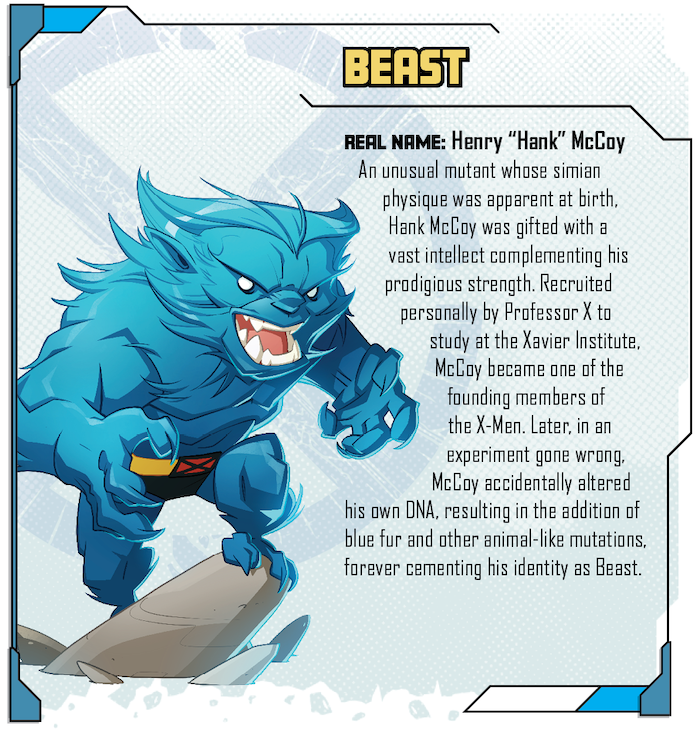 BEAST
REAL NAME: Henry “Hank” McCoy
An unusual mutant whose simian
physique was apparent at birth,
Hank McCoy was gifted with a
vast intellect complementing his
prodigious strength. Recruited
personally by Professor X to
study at the Xavier Institute,
McCoy became one of the
founding members of
the X-Men. Later, in an
experiment gone wrong,
McCoy accidentally altered
his own DNA, resulting in the addition of
blue fur and other animal-like mutations,
forever cementing his identity as Beast.